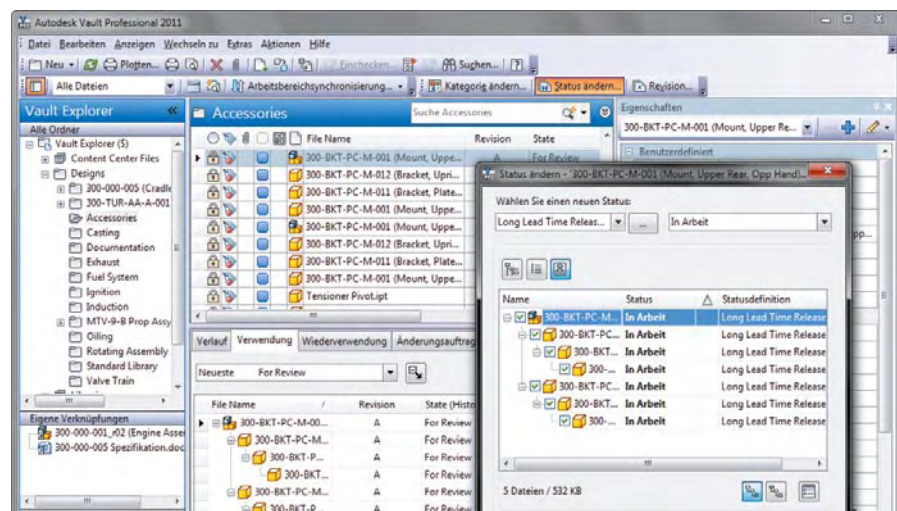 Autodesk Vault Professional 2011
Datei Bearbeiten Anzeigen Wechseln zu Extras Aktionen Hilfe
Neu Plotten... Einchecken... Suchen...
Alle Dateien Arbeitsbereichsynchronisierung... Kategorie ändern... Status ändern... Revision...
Vault Explorer
Alle Ordner
Vault Explorer ($)
Content Center Files
Designs
300-000-005 (Cradle
300-TUR-AA-A-001
Accessories
Casting
Documentation
Exhaust
Fuel System
Ignition
Induction
MTV-9-B Prop Assy
Oiling
Rotating Assembly
Standard Library
Valve Train
Eigene Verknüpfungen
300-000-001_r02 (Engine Asse
300-000-005 Spezifikation.doc
Accessories Suche Accessories
File Name Revision State
300-BKT-PC-M-001 (Mount, Uppe... A For Review
300-BKT-PC-M-012 (Bracket, Upri...
300-BKT-PC-M-011 (Bracket, Plate...
300-BKT-PC-M-001 (Mount, Uppe...
300-BKT-PC-M-001 (Mount, Uppe...
300-BKT-PC-M-012 (Bracket, Upri...
300-BKT-PC-M-011 (Bracket, Plate...
300-BKT-PC-M-001 (Mount, Uppe...
Tensioner Pivot.ipt
Verlauf Verwendung Wiederverwendung Änderungsauftrag
Neueste For Review
File Name Revision State (Histo
300-BKT-PC-M-00... A For Review
300-BKT-PC-M... A For Review
300-BKT-P... A For Review
300-BKT... A For Review
300-BKT-PC-M... A For Review
300-BKT-P... A For Review
Eigenschaften
300-BKT-PC-M-001 (Mount, Upper Re...
Benutzerdefiniert
Status ändern - '300-BKT-PC-M-001 (Mount, Upper Rear, Opp Hand)...
Wählen Sie einen neuen Status:
Long Lead Time Releas... ... In Arbeit
Name Status Statusdefinition
300-BKT-PC-M... In Arbeit Long Lead Time Release
300-BKT-PC... In Arbeit Long Lead Time Release
300-BKT... In Arbeit Long Lead Time Release
300-... In Arbeit Long Lead Time Release
300-BKT-PC... In Arbeit Long Lead Time Release
300-BKT... In Arbeit Long Lead Time Release
300-... In Arbeit Long Lead Time Release
5 Dateien / 532 KB